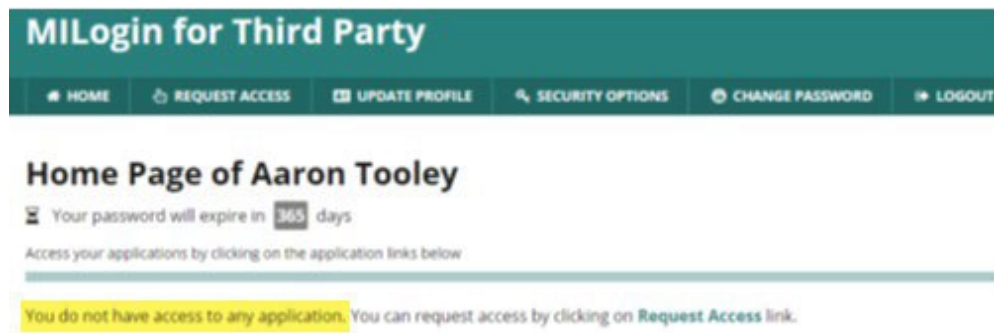 MILogin for Third Party
HOME REQUEST ACCESS UPDATE PROFILE SECURITY OPTIONS CHANGE PASSWORD LOGOUT
Home Page of Aaron Tooley
Your password will expire in 365 days
Access your applications by clicking on the application links below
You do not have access to any application. You can request access by clicking on Request Access link.